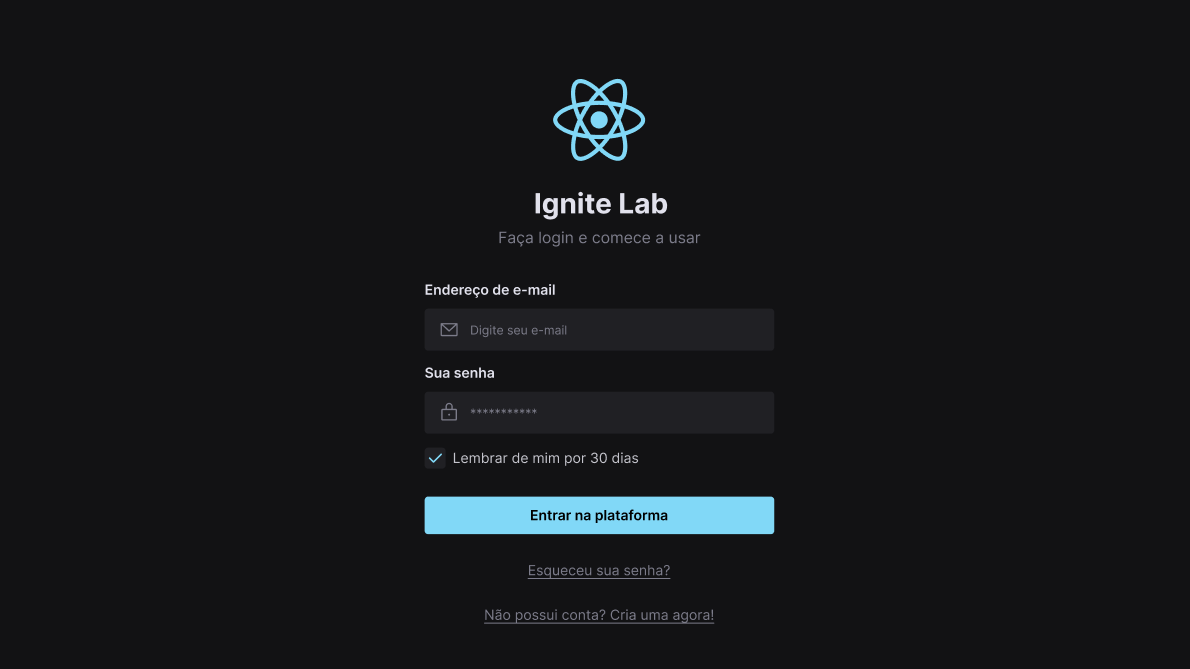 Ignite Lab
Faça login e comece a usar
Endereço de e-mail
Digite seu e-mail
Sua senha
***********
Lembrar de mim por 30 dias
Entrar na plataforma
Esqueceu sua senha?
Não possui conta? Cria uma agora!